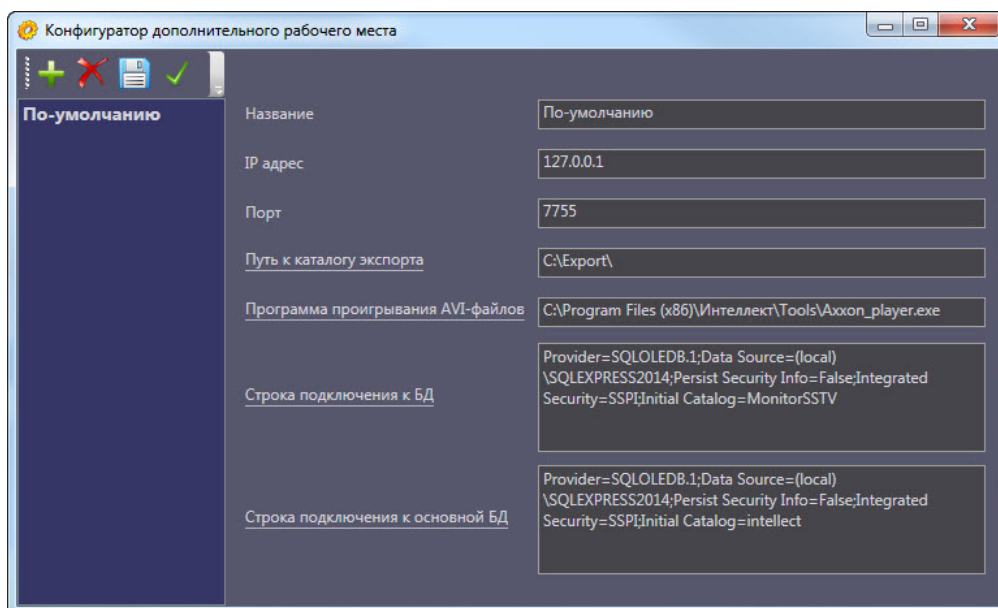 Конфигуратор дополнительного рабочего места
По-умолчанию
Название
По-умолчанию
IP адрес
127.0.0.1
Порт
7755
Путь к каталогу экспорта
C:\Export\
Программа проигрывания AVI-файлов
C:\Program Files (x86)\Интеллект\Tools\Axxon_player.exe
Строка подключения к БД
Provider=SQLOLEDB.1;Data Source=(local)
\SQLEXPRESS2014;Persist Security Info=False;Integrated
Security=SSPI;Initial Catalog=MonitorSSTV
Строка подключения к основной БД
Provider=SQLOLEDB.1;Data Source=(local)
\SQLEXPRESS2014;Persist Security Info=False;Integrated
Security=SSPI;Initial Catalog=intellect